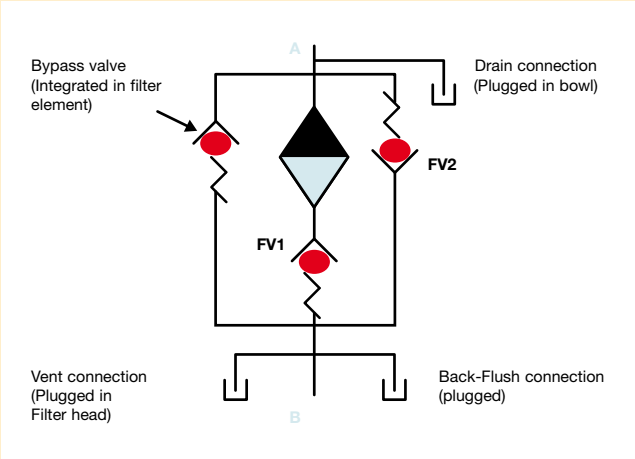 A
Bypass valve
(Integrated in filter
element)
Drain connection
(Plugged in bowl)
FV2
FV1
Vent connection
(Plugged in
Filter head)
Back-Flush connection
(plugged)
B